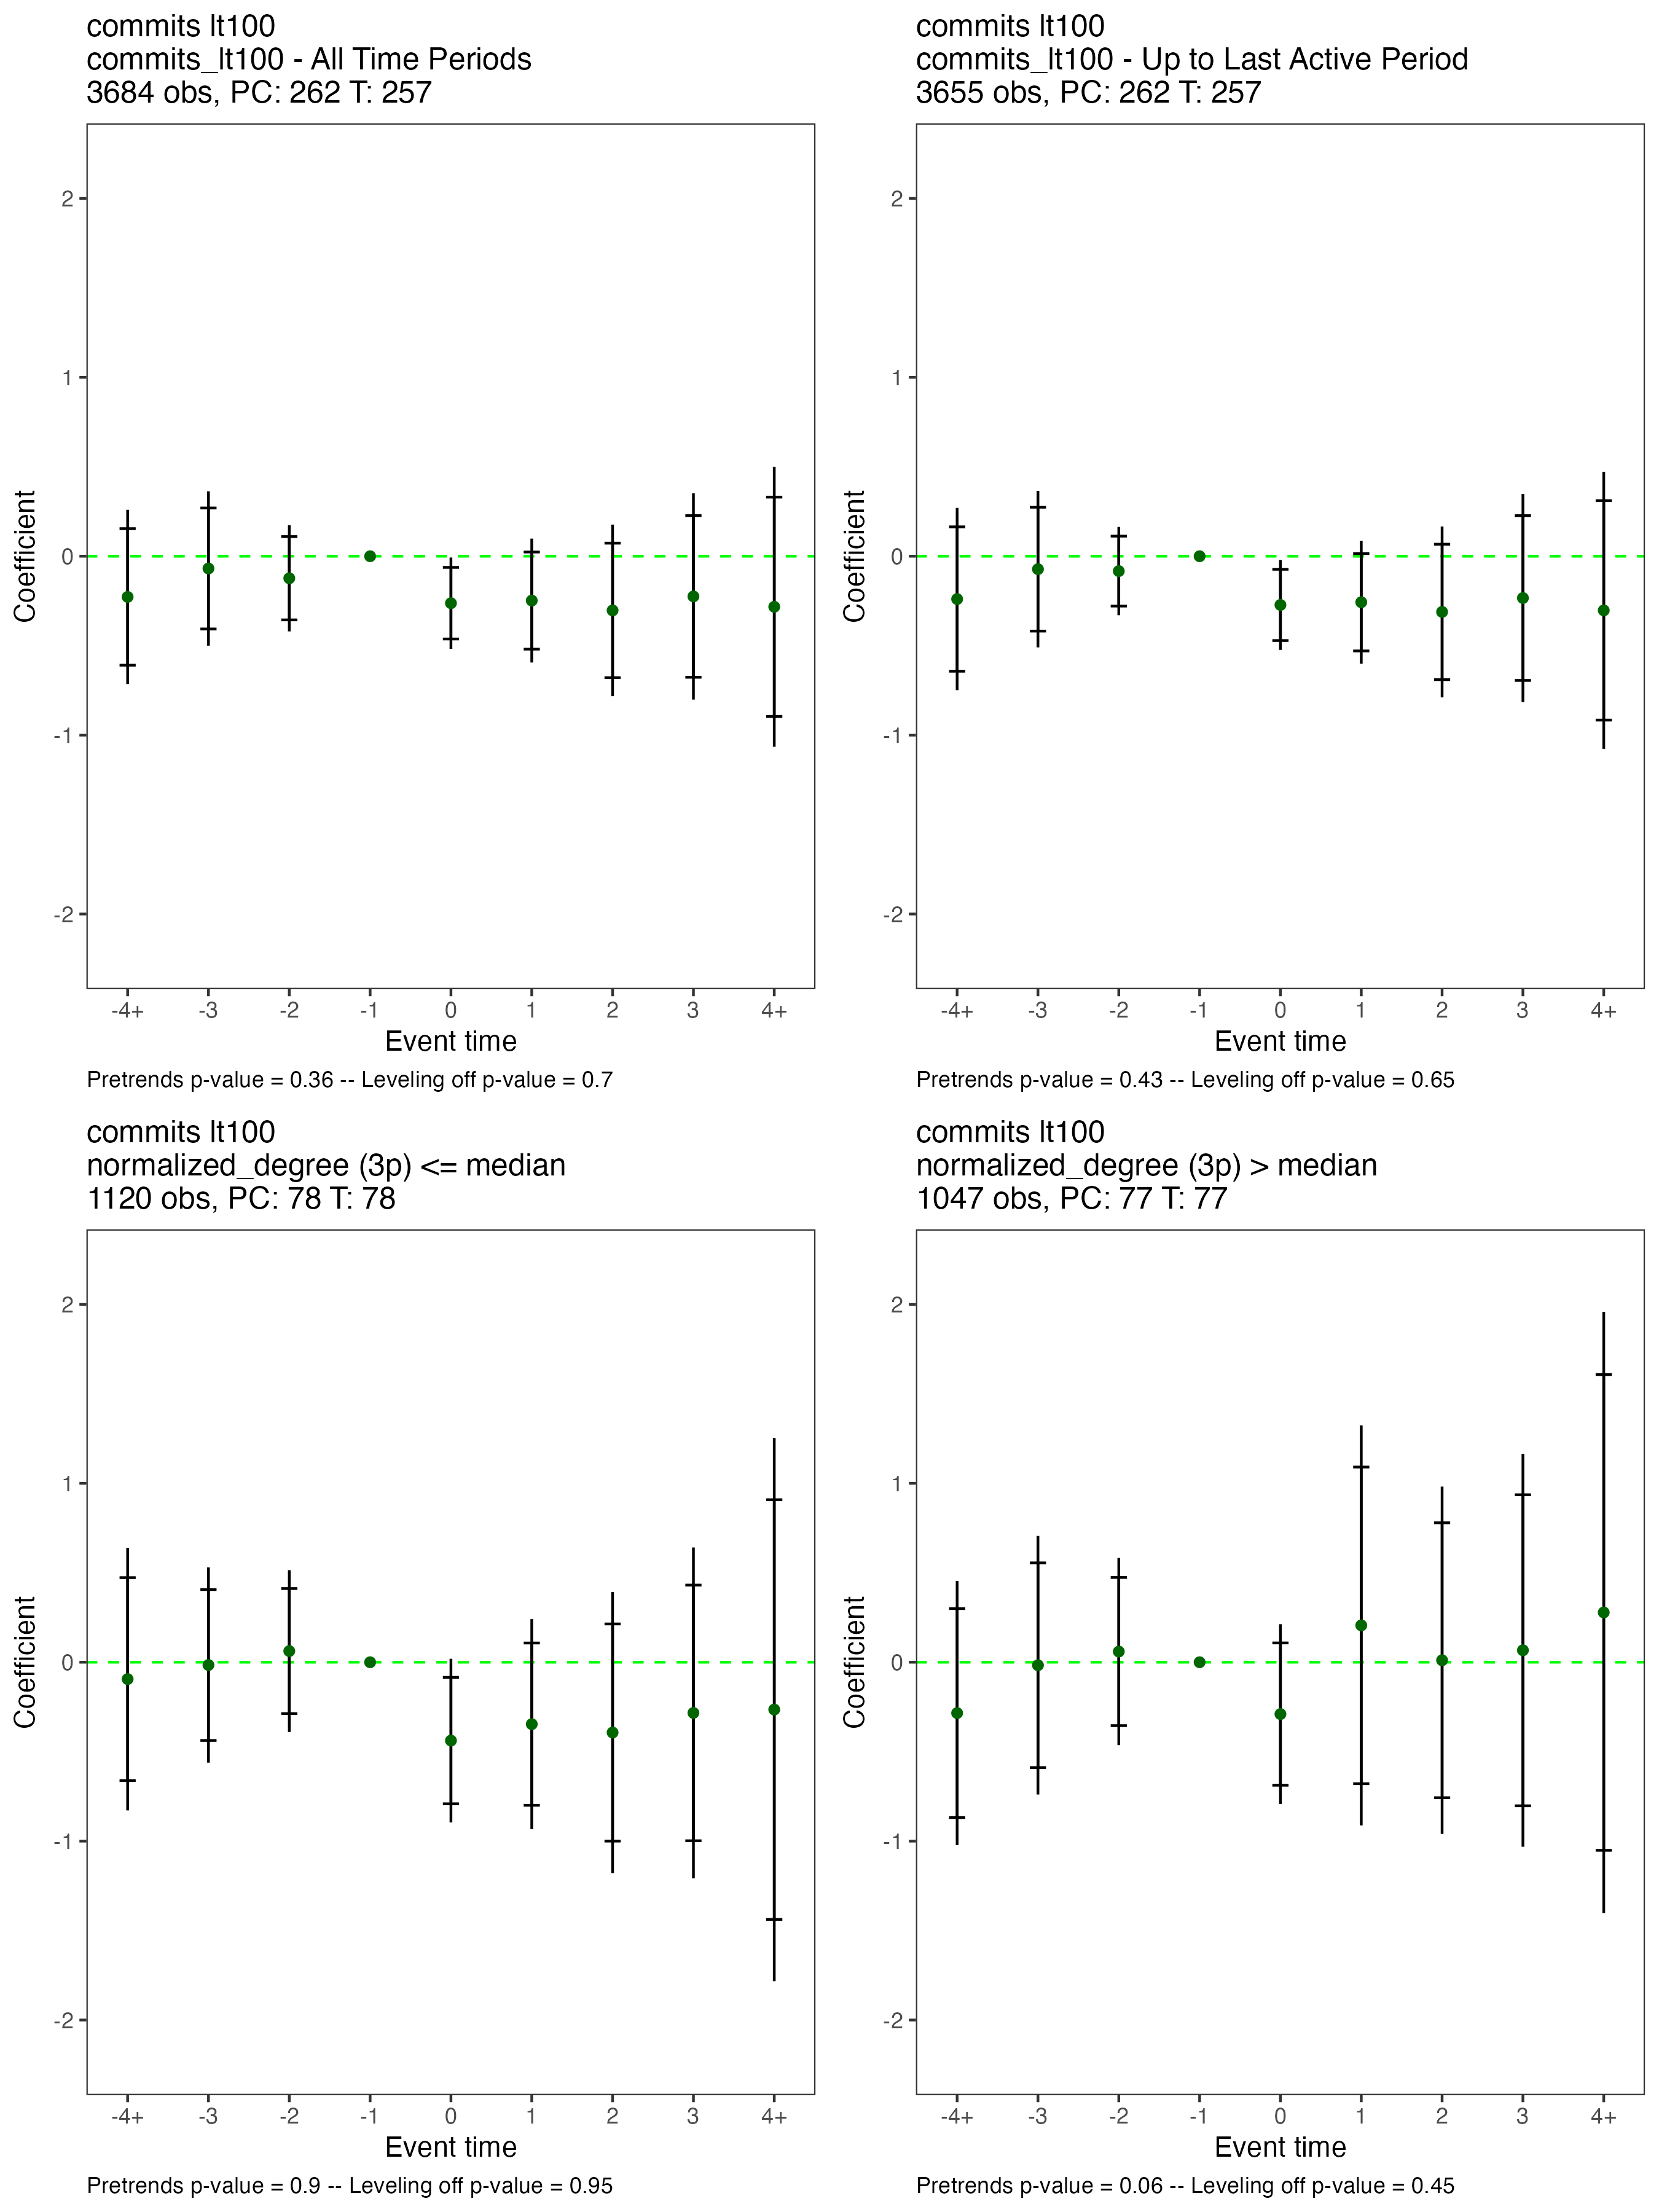 commits lt100
commits_lt100 - All Time Periods
3684 obs, PC: 262 T: 257
2
1
0
-1
-2
Coefficient
-4+ -3 -2 -1 0 1 2 3 4+
Event time
Pretrends p-value = 0.36 -- Leveling off p-value = 0.7
commits lt100
commits_lt100 - Up to Last Active Period
3655 obs, PC: 262 T: 257
2
1
0
-1
-2
Coefficient
-4+ -3 -2 -1 0 1 2 3 4+
Event time
Pretrends p-value = 0.43 -- Leveling off p-value = 0.65
commits lt100
normalized_degree (3p) <= median
1120 obs, PC: 78 T: 78
2
1
0
-1
-2
Coefficient
-4+ -3 -2 -1 0 1 2 3 4+
Event time
Pretrends p-value = 0.9 -- Leveling off p-value = 0.95
commits lt100
normalized_degree (3p) > median
1047 obs, PC: 77 T: 77
2
1
0
-1
-2
Coefficient
-4+ -3 -2 -1 0 1 2 3 4+
Event time
Pretrends p-value = 0.06 -- Leveling off p-value = 0.45